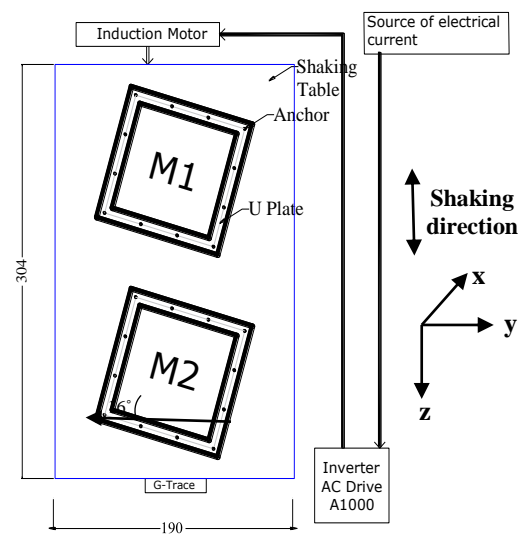 Induction Motor
Source of electrical
current
Shaking
Table
Anchor
M1
U Plate
Shaking
direction
304
x
y
z
M2
16°
G-Trace
Inverter
AC Drive
A1000
190